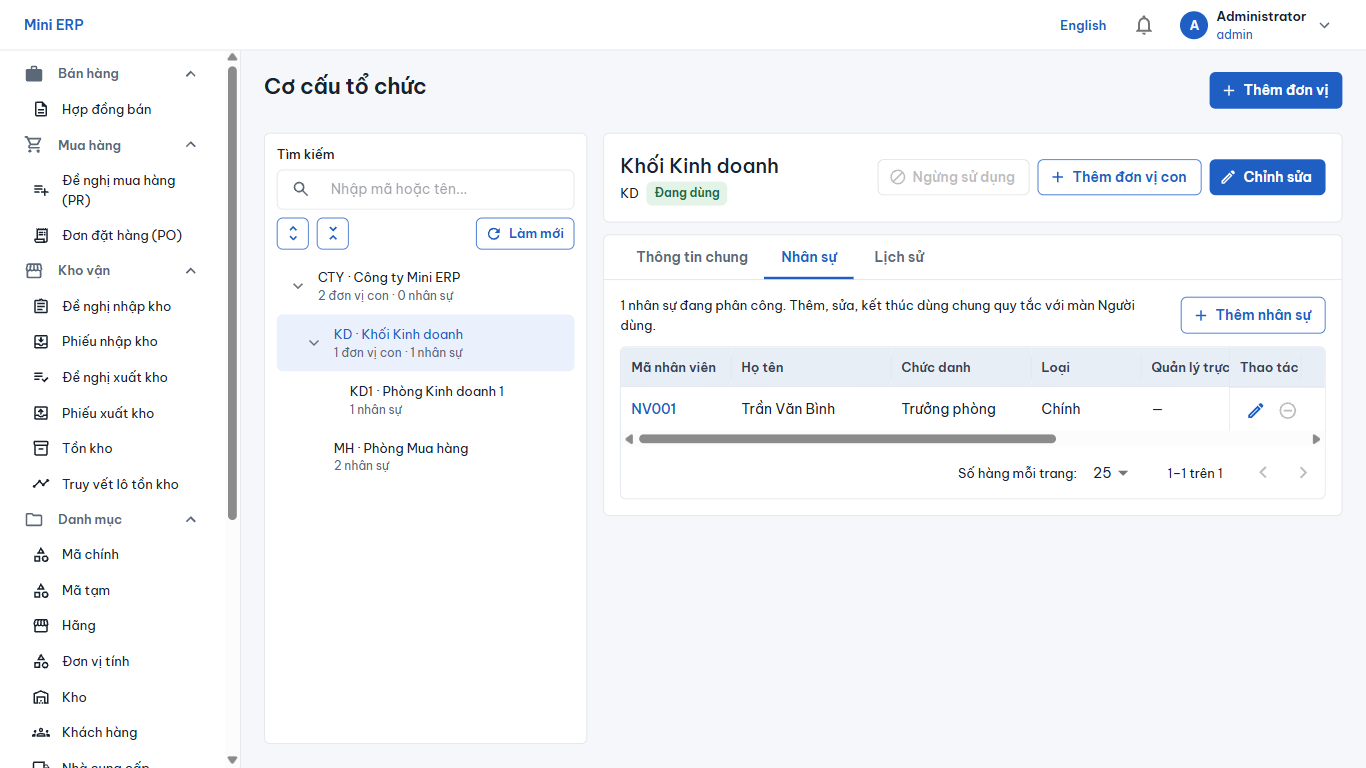 Mini ERP
English
A
Administrator
admin
Bán hàng
Hợp đồng bán
Mua hàng
Đề nghị mua hàng
(PR)
Đơn đặt hàng (PO)
Kho vận
Đề nghị nhập kho
Phiếu nhập kho
Đề nghị xuất kho
Phiếu xuất kho
Tồn kho
Truy vết lô tồn kho
Danh mục
Mã chính
Mã tạm
Hãng
Đơn vị tính
Kho
Khách hàng
Nhà cung cấp
Cơ cấu tổ chức
Thêm đơn vị
Tìm kiếm
Nhập mã hoặc tên...
Làm mới
CTY · Công ty Mini ERP
2 đơn vị con · 0 nhân sự
KD · Khối Kinh doanh
1 đơn vị con · 1 nhân sự
KD1 · Phòng Kinh doanh 1
1 nhân sự
MH · Phòng Mua hàng
2 nhân sự
Khối Kinh doanh
KD Đang dùng
Ngừng sử dụng
Thêm đơn vị con
Chỉnh sửa
Thông tin chung
Nhân sự
Lịch sử
1 nhân sự đang phân công. Thêm, sửa, kết thúc dùng chung quy tắc với màn Người
dùng.
Thêm nhân sự
Mã nhân viên Họ tên Chức danh Loại Quản lý trực Thao tác
NV001 Trần Văn Bình Trưởng phòng Chính —
Số hàng mỗi trang: 25 1–1 trên 1